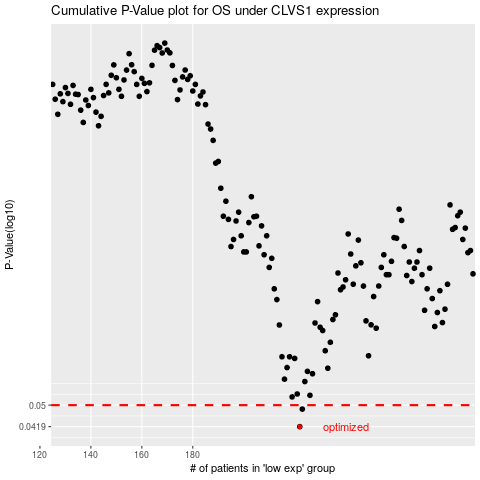 Cumulative P-Value plot for OS under CLVS1 expression
P-Value(log10)
0.05
0.0419
optimized
120 140 160 180
# of patients in 'low exp' group